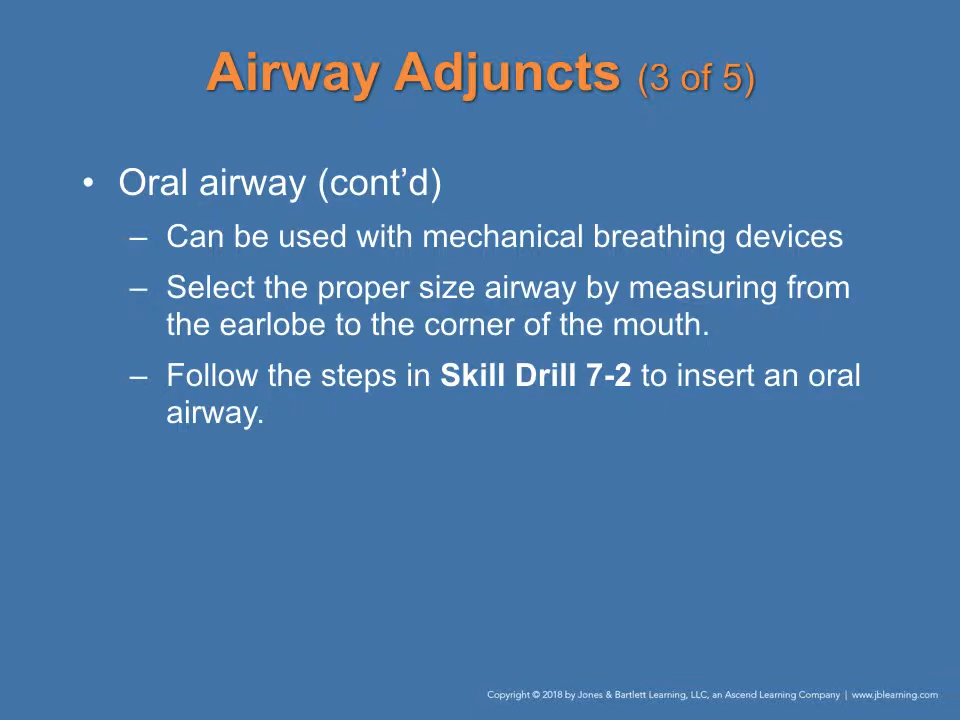 Airway Adjuncts (3 of 5)
• Oral airway (cont’d)
– Can be used with mechanical breathing devices
– Select the proper size airway by measuring from
the earlobe to the corner of the mouth.
– Follow the steps in Skill Drill 7-2 to insert an oral
airway.
Copyright © 2018 by Jones & Bartlett Learning, LLC, an Ascend Learning Company | www.jblearning.com